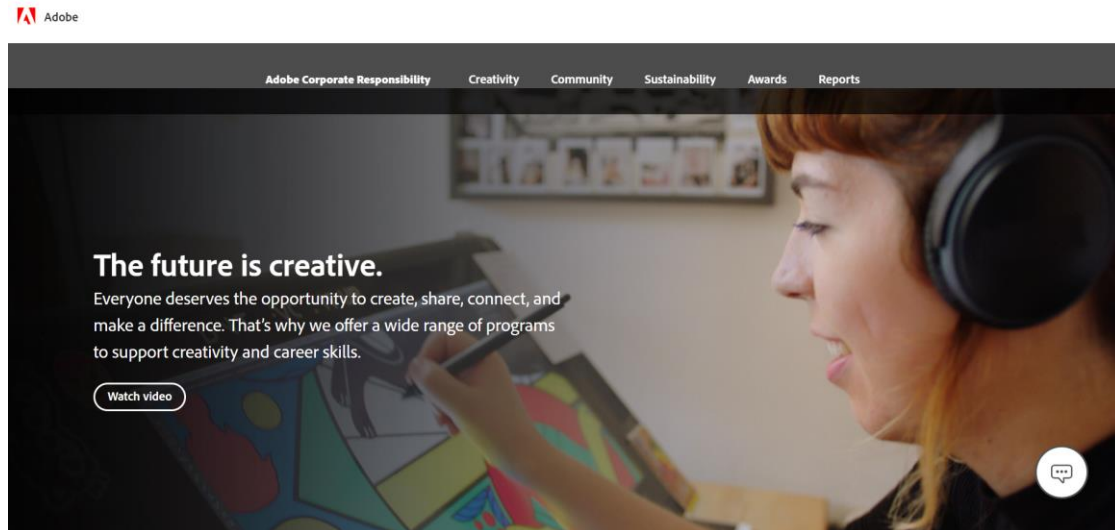 Adobe
Adobe Corporate Responsibility Creativity Community Sustainability Awards Reports
The future is creative.
Everyone deserves the opportunity to create, share, connect, and
make a difference. That's why we offer a wide range of programs
to support creativity and career skills.
Watch video